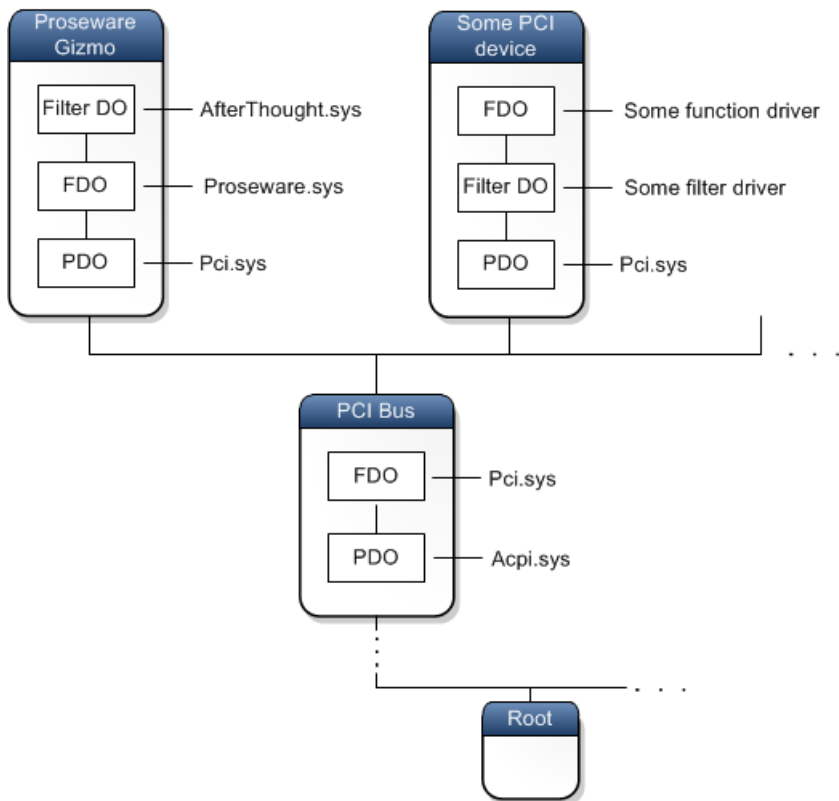 Proseware
Gizmo
Filter DO
AfterThought.sys
FDO
Proseware.sys
PDO
Pci.sys
Some PCI
device
FDO
Some function driver
Filter DO
Some filter driver
PDO
Pci.sys
. . .
PCI Bus
FDO
Pci.sys
PDO
Acpi.sys
. . .
Root